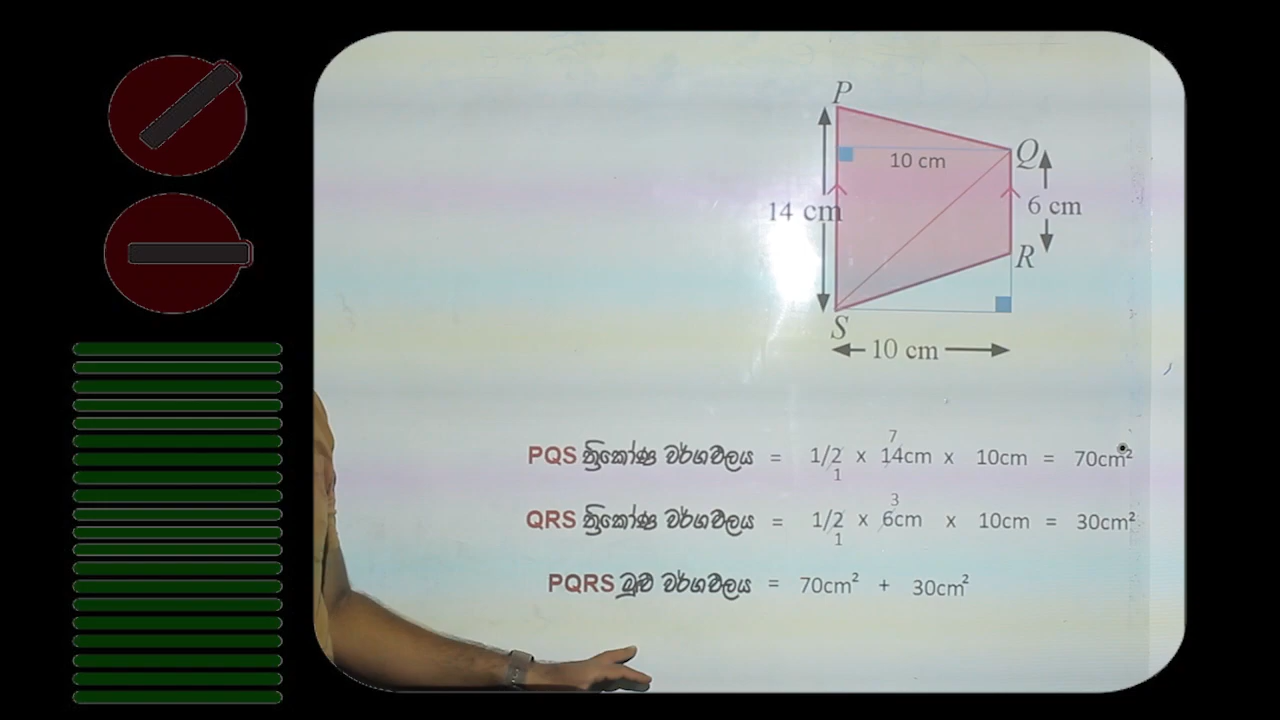 P
10 cm
Q
14 cm
6 cm
R
S
10 cm
PQS ත්‍රිකෝණ වර්ගඵලය = 1/2 x 14cm x 10cm = 70cm²
7
1
QRS ත්‍රිකෝණ වර්ගඵලය = 1/2 x 6cm x 10cm = 30cm²
3
1
PQRS මුළු වර්ගඵලය = 70cm² + 30cm²